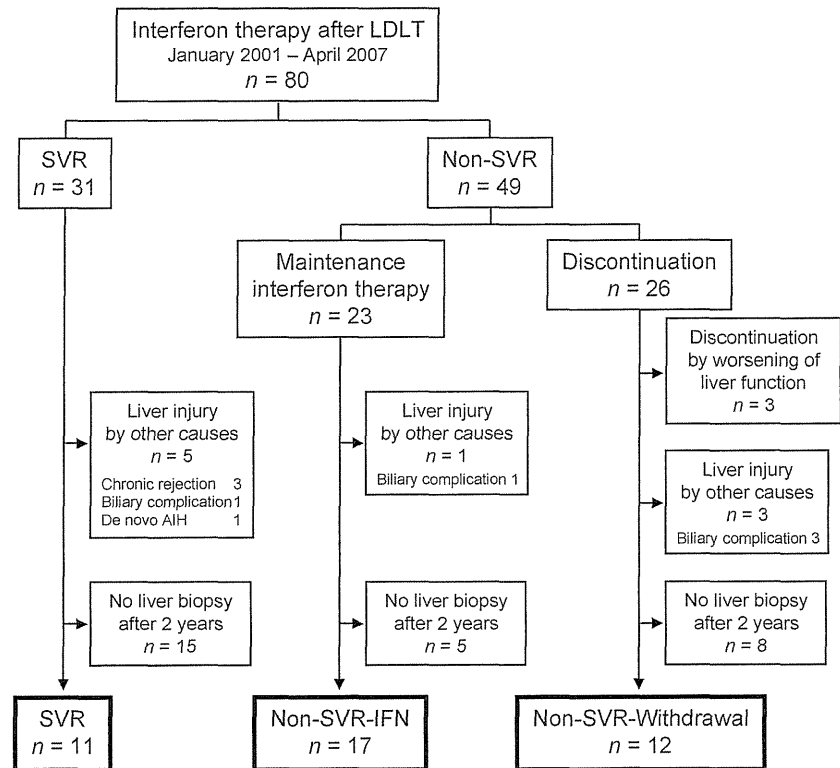 Interferon therapy after LDLT
January 2001 – April 2007
n = 80
SVR
n = 31
Non-SVR
n = 49
Maintenance
interferon therapy
n = 23
Discontinuation
n = 26
Discontinuation
by worsening of
liver function
n = 3
Liver injury
by other causes
n = 5
Chronic rejection 3
Biliary complication 1
De novo AIH 1
Liver injury
by other causes
n = 1
Biliary complication 1
Liver injury
by other causes
n = 3
Biliary complication 3
No liver biopsy
after 2 years
n = 15
No liver biopsy
after 2 years
n = 5
No liver biopsy
after 2 years
n = 8
SVR
n = 11
Non-SVR-IFN
n = 17
Non-SVR-Withdrawal
n = 12